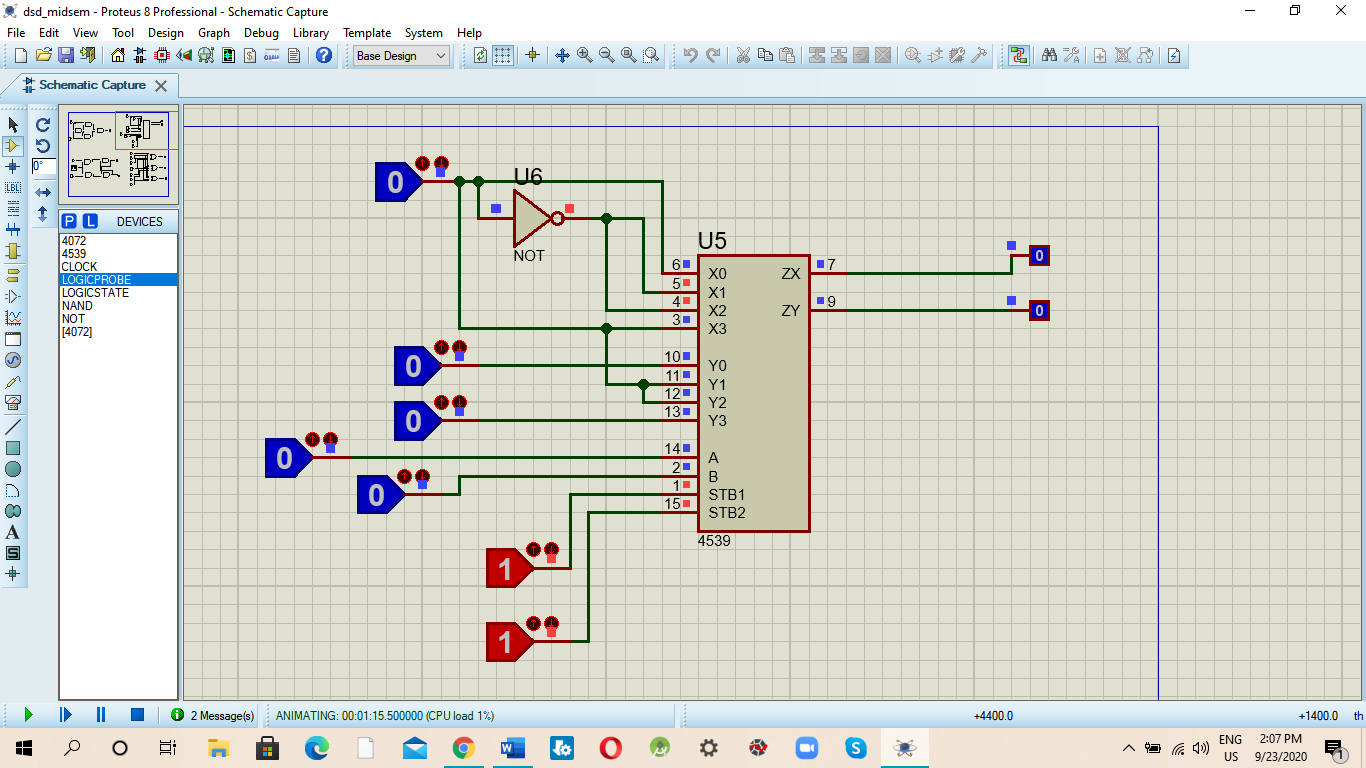 dsd_midsem - Proteus 8 Professional - Schematic Capture
File Edit View Tool Design Graph Debug Library Template System Help
Base Design
Schematic Capture
0°
P L DEVICES
4072
4539
CLOCK
LOGICPROBE
LOGICSTATE
NAND
NOT
[4072]
LBL
A
S
0
U6
NOT
U5
6 X0 ZX 7 0
5 X1
4 X2 ZY 9 0
3 X3
0 10 Y0
11 Y1
12 Y2
0 13 Y3
0 14 A
0 2 B
1 STB1
15 STB2
4539
1
1
2 Message(s) ANIMATING: 00:01:15.500000 (CPU load 1%) +4400.0 +1400.0 th
ENG 2:07 PM
US 9/23/2020 1